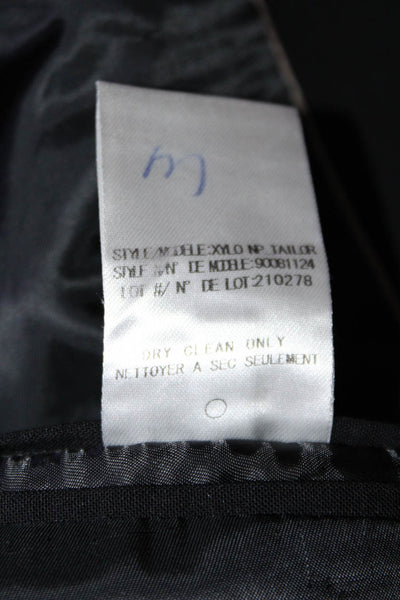 STYLE/MODELE:XYLO NP TAILOR
STYLE #/N° DE MODELE:90081124
LOT #/ N° DE LOT:210278
DRY CLEAN ONLY
NETTOYER A SEC SEULEMENT